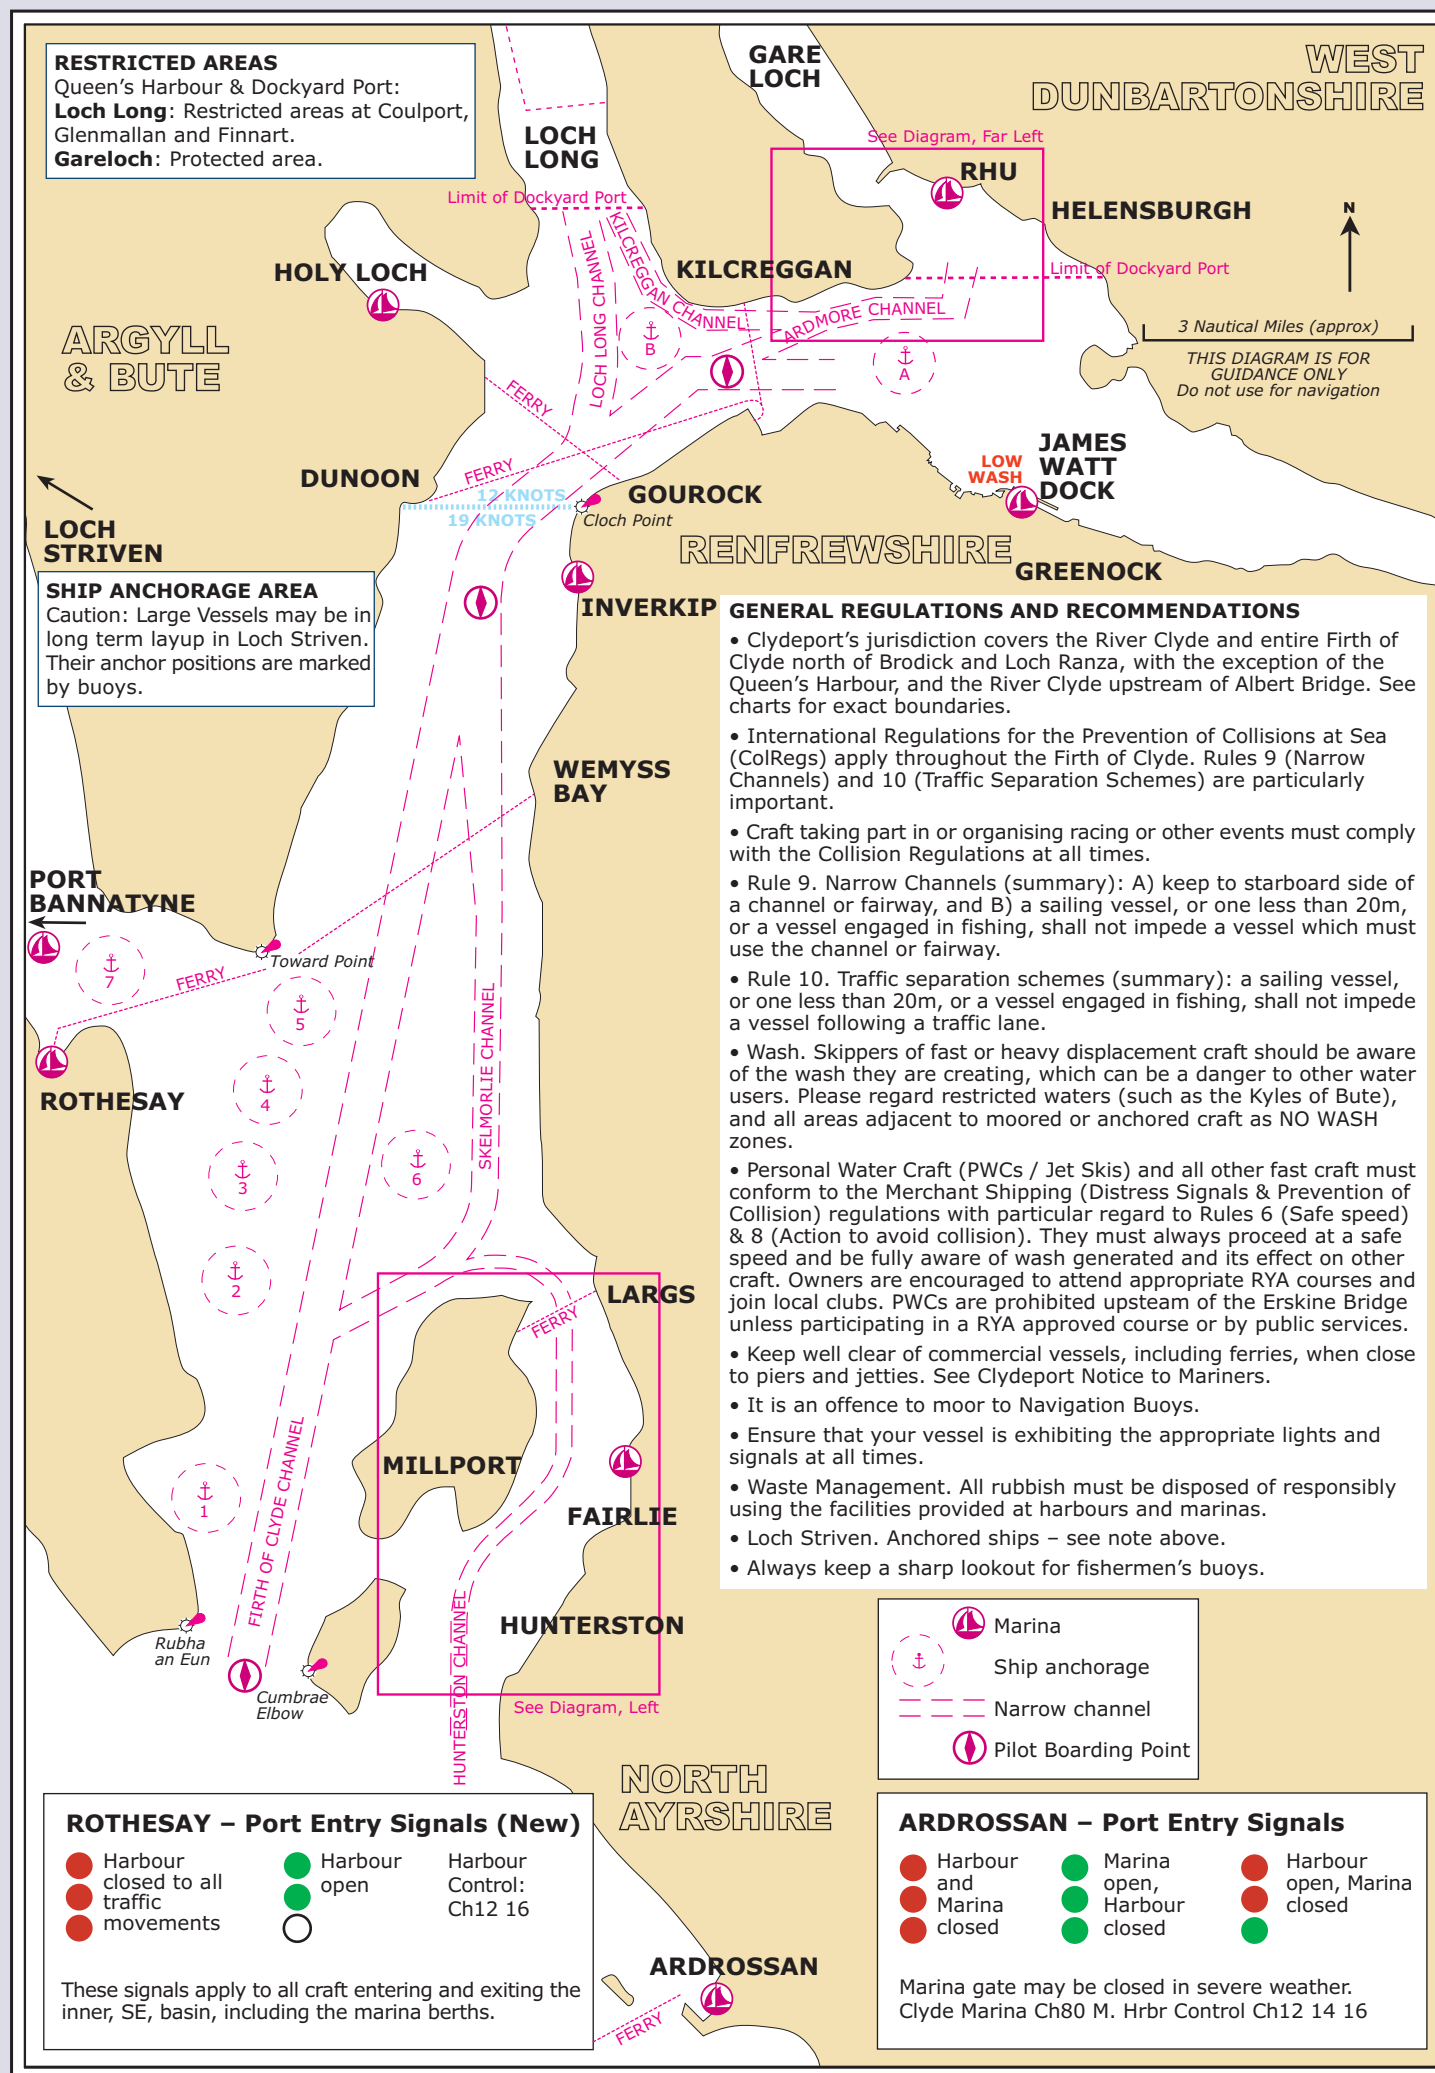 RESTRICTED AREAS
Queen's Harbour & Dockyard Port:
Loch Long: Restricted areas at Coulport,
Glenmallan and Finnart.
Gareloch: Protected area.
GARE
LOCH
WEST
DUNBARTONSHIRE
LOCH
LONG
See Diagram, Far Left
RHU
Limit of Dockyard Port
HELENSBURGH
N
KILCREGGAN
HOLY LOCH
Limit of Dockyard Port
KILCREGGAN CHANNEL
LOCH LONG CHANNEL
ARDMORE CHANNEL
B
A
3 Nautical Miles (approx)
THIS DIAGRAM IS FOR
GUIDANCE ONLY
Do not use for navigation
ARGYLL
& BUTE
FERRY
JAMES
WATT
DOCK
LOW
WASH
DUNOON
FERRY
12 KNOTS
19 KNOTS
GOUROCK
Cloch Point
LOCH
STRIVEN
RENFREWSHIRE
GREENOCK
SHIP ANCHORAGE AREA
Caution: Large Vessels may be in
long term layup in Loch Striven.
Their anchor positions are marked
by buoys.
INVERKIP
GENERAL REGULATIONS AND RECOMMENDATIONS
• Clydeport's jurisdiction covers the River Clyde and entire Firth of
Clyde north of Brodick and Loch Ranza, with the exception of the
Queen's Harbour, and the River Clyde upstream of Albert Bridge. See
charts for exact boundaries.
• International Regulations for the Prevention of Collisions at Sea
(ColRegs) apply throughout the Firth of Clyde. Rules 9 (Narrow
Channels) and 10 (Traffic Separation Schemes) are particularly
important.
• Craft taking part in or organising racing or other events must comply
with the Collision Regulations at all times.
• Rule 9. Narrow Channels (summary): A) keep to starboard side of
a channel or fairway, and B) a sailing vessel, or one less than 20m,
or a vessel engaged in fishing, shall not impede a vessel which must
use the channel or fairway.
• Rule 10. Traffic separation schemes (summary): a sailing vessel,
or one less than 20m, or a vessel engaged in fishing, shall not impede
a vessel following a traffic lane.
• Wash. Skippers of fast or heavy displacement craft should be aware
of the wash they are creating, which can be a danger to other water
users. Please regard restricted waters (such as the Kyles of Bute),
and all areas adjacent to moored or anchored craft as NO WASH
zones.
• Personal Water Craft (PWCs / Jet Skis) and all other fast craft must
conform to the Merchant Shipping (Distress Signals & Prevention of
Collision) regulations with particular regard to Rules 6 (Safe speed)
& 8 (Action to avoid collision). They must always proceed at a safe
speed and be fully aware of wash generated and its effect on other
craft. Owners are encouraged to attend appropriate RYA courses and
join local clubs. PWCs are prohibited upsteam of the Erskine Bridge
unless participating in a RYA approved course or by public services.
• Keep well clear of commercial vessels, including ferries, when close
to piers and jetties. See Clydeport Notice to Mariners.
• It is an offence to moor to Navigation Buoys.
• Ensure that your vessel is exhibiting the appropriate lights and
signals at all times.
• Waste Management. All rubbish must be disposed of responsibly
using the facilities provided at harbours and marinas.
• Loch Striven. Anchored ships – see note above.
• Always keep a sharp lookout for fishermen's buoys.
WEMYSS
BAY
PORT
BANNATYNE
Toward Point
7
FERRY
5
SKELMORLIE CHANNEL
4
ROTHESAY
3
6
2
LARGS
FERRY
MILLPORT
FIRTH OF CLYDE CHANNEL
1
FAIRLIE
HUNTERSTON
HUNTERSTON CHANNEL
Rubha
an Eun
Cumbrae
Elbow
See Diagram, Left
Marina
Ship anchorage
Narrow channel
Pilot Boarding Point
NORTH
AYRSHIRE
ROTHESAY – Port Entry Signals (New)
Harbour
closed to all
traffic
movements
Harbour
open
Harbour
Control:
Ch12 16
These signals apply to all craft entering and exiting the
inner, SE, basin, including the marina berths.
ARDROSSAN
FERRY
ARDROSSAN – Port Entry Signals
Harbour
and
Marina
closed
Marina
open,
Harbour
closed
Harbour
open, Marina
closed
Marina gate may be closed in severe weather.
Clyde Marina Ch80 M. Hrbr Control Ch12 14 16